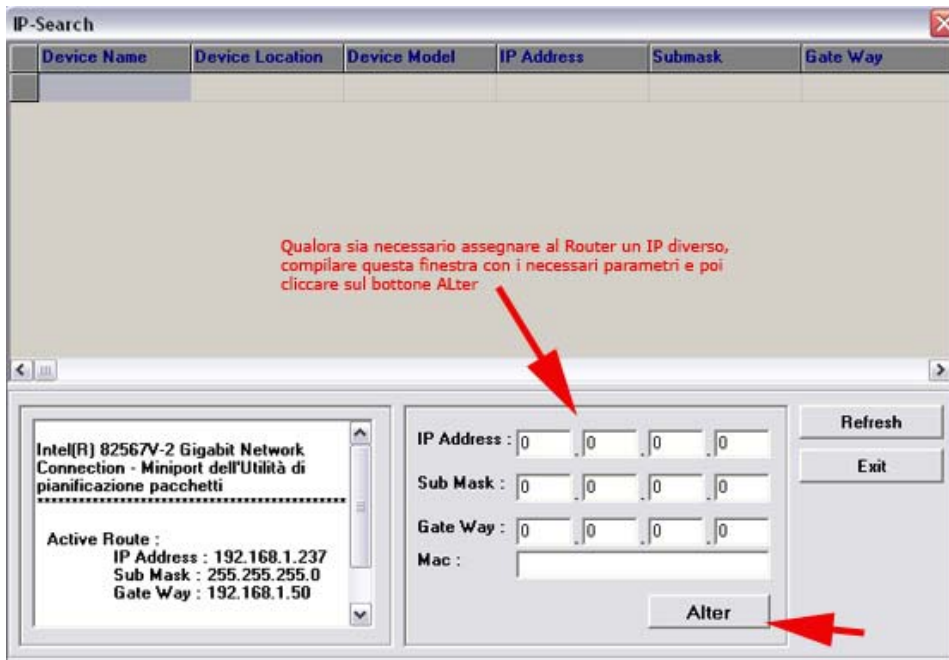 IP-Search
Device Name Device Location Device Model IP Address Submask Gate Way
Qualora sia necessario assegnare al Router un IP diverso,
compilare questa finestra con i necessari parametri e poi
cliccare sul bottone ALter
Intel(R) 82567V-2 Gigabit Network
Connection - Miniport dell'Utilità di
pianificazione pacchetti
**************************************************
Active Route :
IP Address : 192.168.1.237
Sub Mask : 255.255.255.0
Gate Way : 192.168.1.50
IP Address : 0 . 0 . 0 . 0
Sub Mask : 0 . 0 . 0 . 0
Gate Way : 0 . 0 . 0 . 0
Mac :
Alter
Refresh
Exit